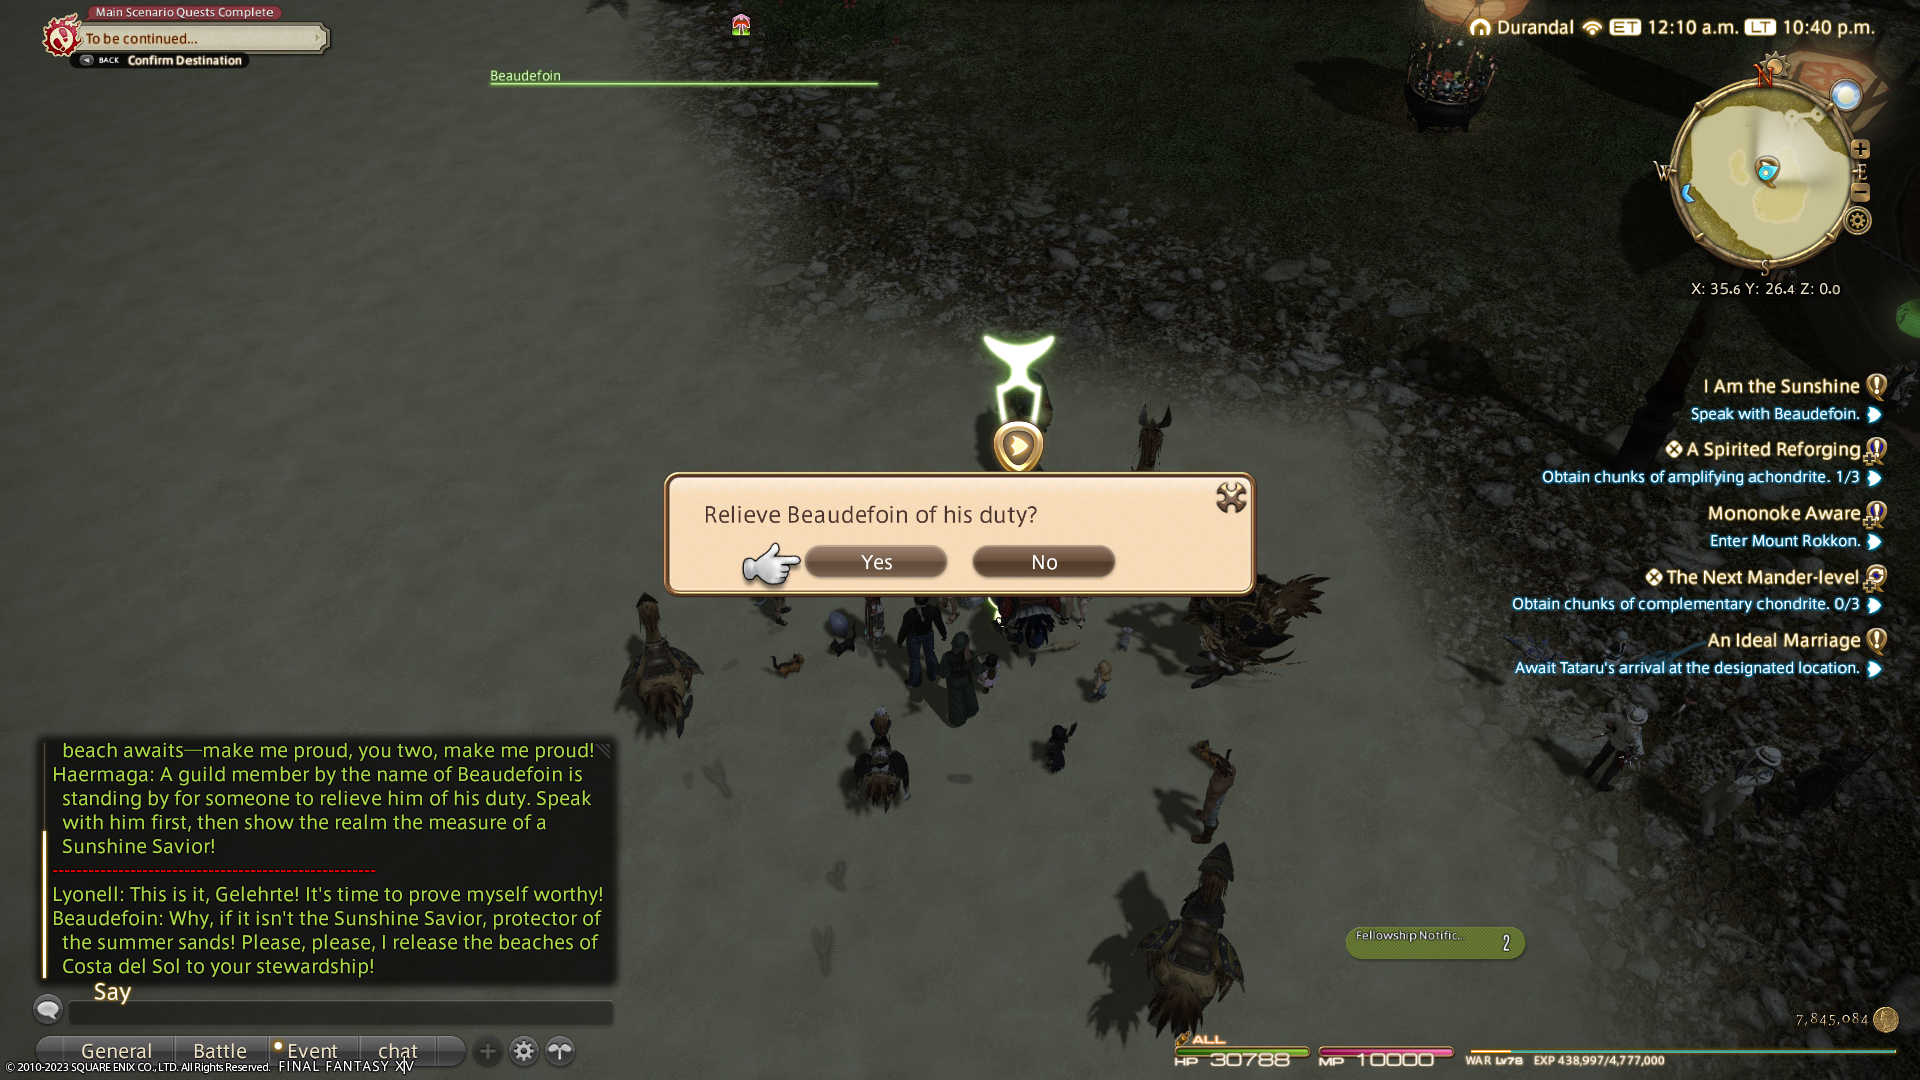 Main Scenario Quests Complete
To be continued...
BACK Confirm Destination
Beaudefoin
Durandal ET 12:10 a.m. LT 10:40 p.m.
N
W
E
S
X: 35.6 Y: 26.4 Z: 0.0
I Am the Sunshine
Speak with Beaudefoin.
A Spirited Reforging
Obtain chunks of amplifying achondrite. 1/3
Mononoke Aware
Enter Mount Rokkon.
The Next Mander-level
Obtain chunks of complementary chondrite. 0/3
An Ideal Marriage
Await Tataru's arrival at the designated location.
Relieve Beaudefoin of his duty?
Yes
No
beach awaits—make me proud, you two, make me proud!
Haermaga: A guild member by the name of Beaudefoin is
standing by for someone to relieve him of his duty. Speak
with him first, then show the realm the measure of a
Sunshine Savior!
------------------------------------------------------
Lyonell: This is it, Gelehrte! It's time to prove myself worthy!
Beaudefoin: Why, if it isn't the Sunshine Savior, protector of
the summer sands! Please, please, I release the beaches of
Costa del Sol to your stewardship!
Say
General Battle Event chat
© 2010-2023 SQUARE ENIX CO., LTD. All Rights Reserved. FINAL FANTASY XIV
Fellowship Notific... 2
7,845,084
ALL
HP 30788 MP 10000 WAR Lv78 EXP 438,997/4,777,000